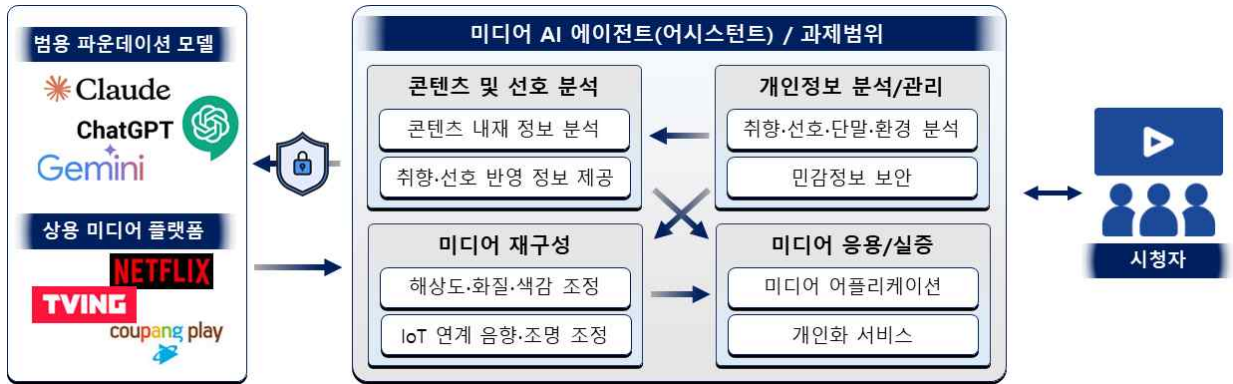 범용 파운데이션 모델
Claude
ChatGPT
Gemini
상용 미디어 플랫폼
NETFLIX
TVING
coupang play
미디어 AI 에이전트(어시스턴트) / 과제범위
콘텐츠 및 선호 분석
콘텐츠 내재 정보 분석
취향·선호 반영 정보 제공
개인정보 분석/관리
취향·선호·단말·환경 분석
민감정보 보안
미디어 재구성
해상도·화질·색감 조정
IoT 연계 음향·조명 조정
미디어 응용/실증
미디어 어플리케이션
개인화 서비스
시청자